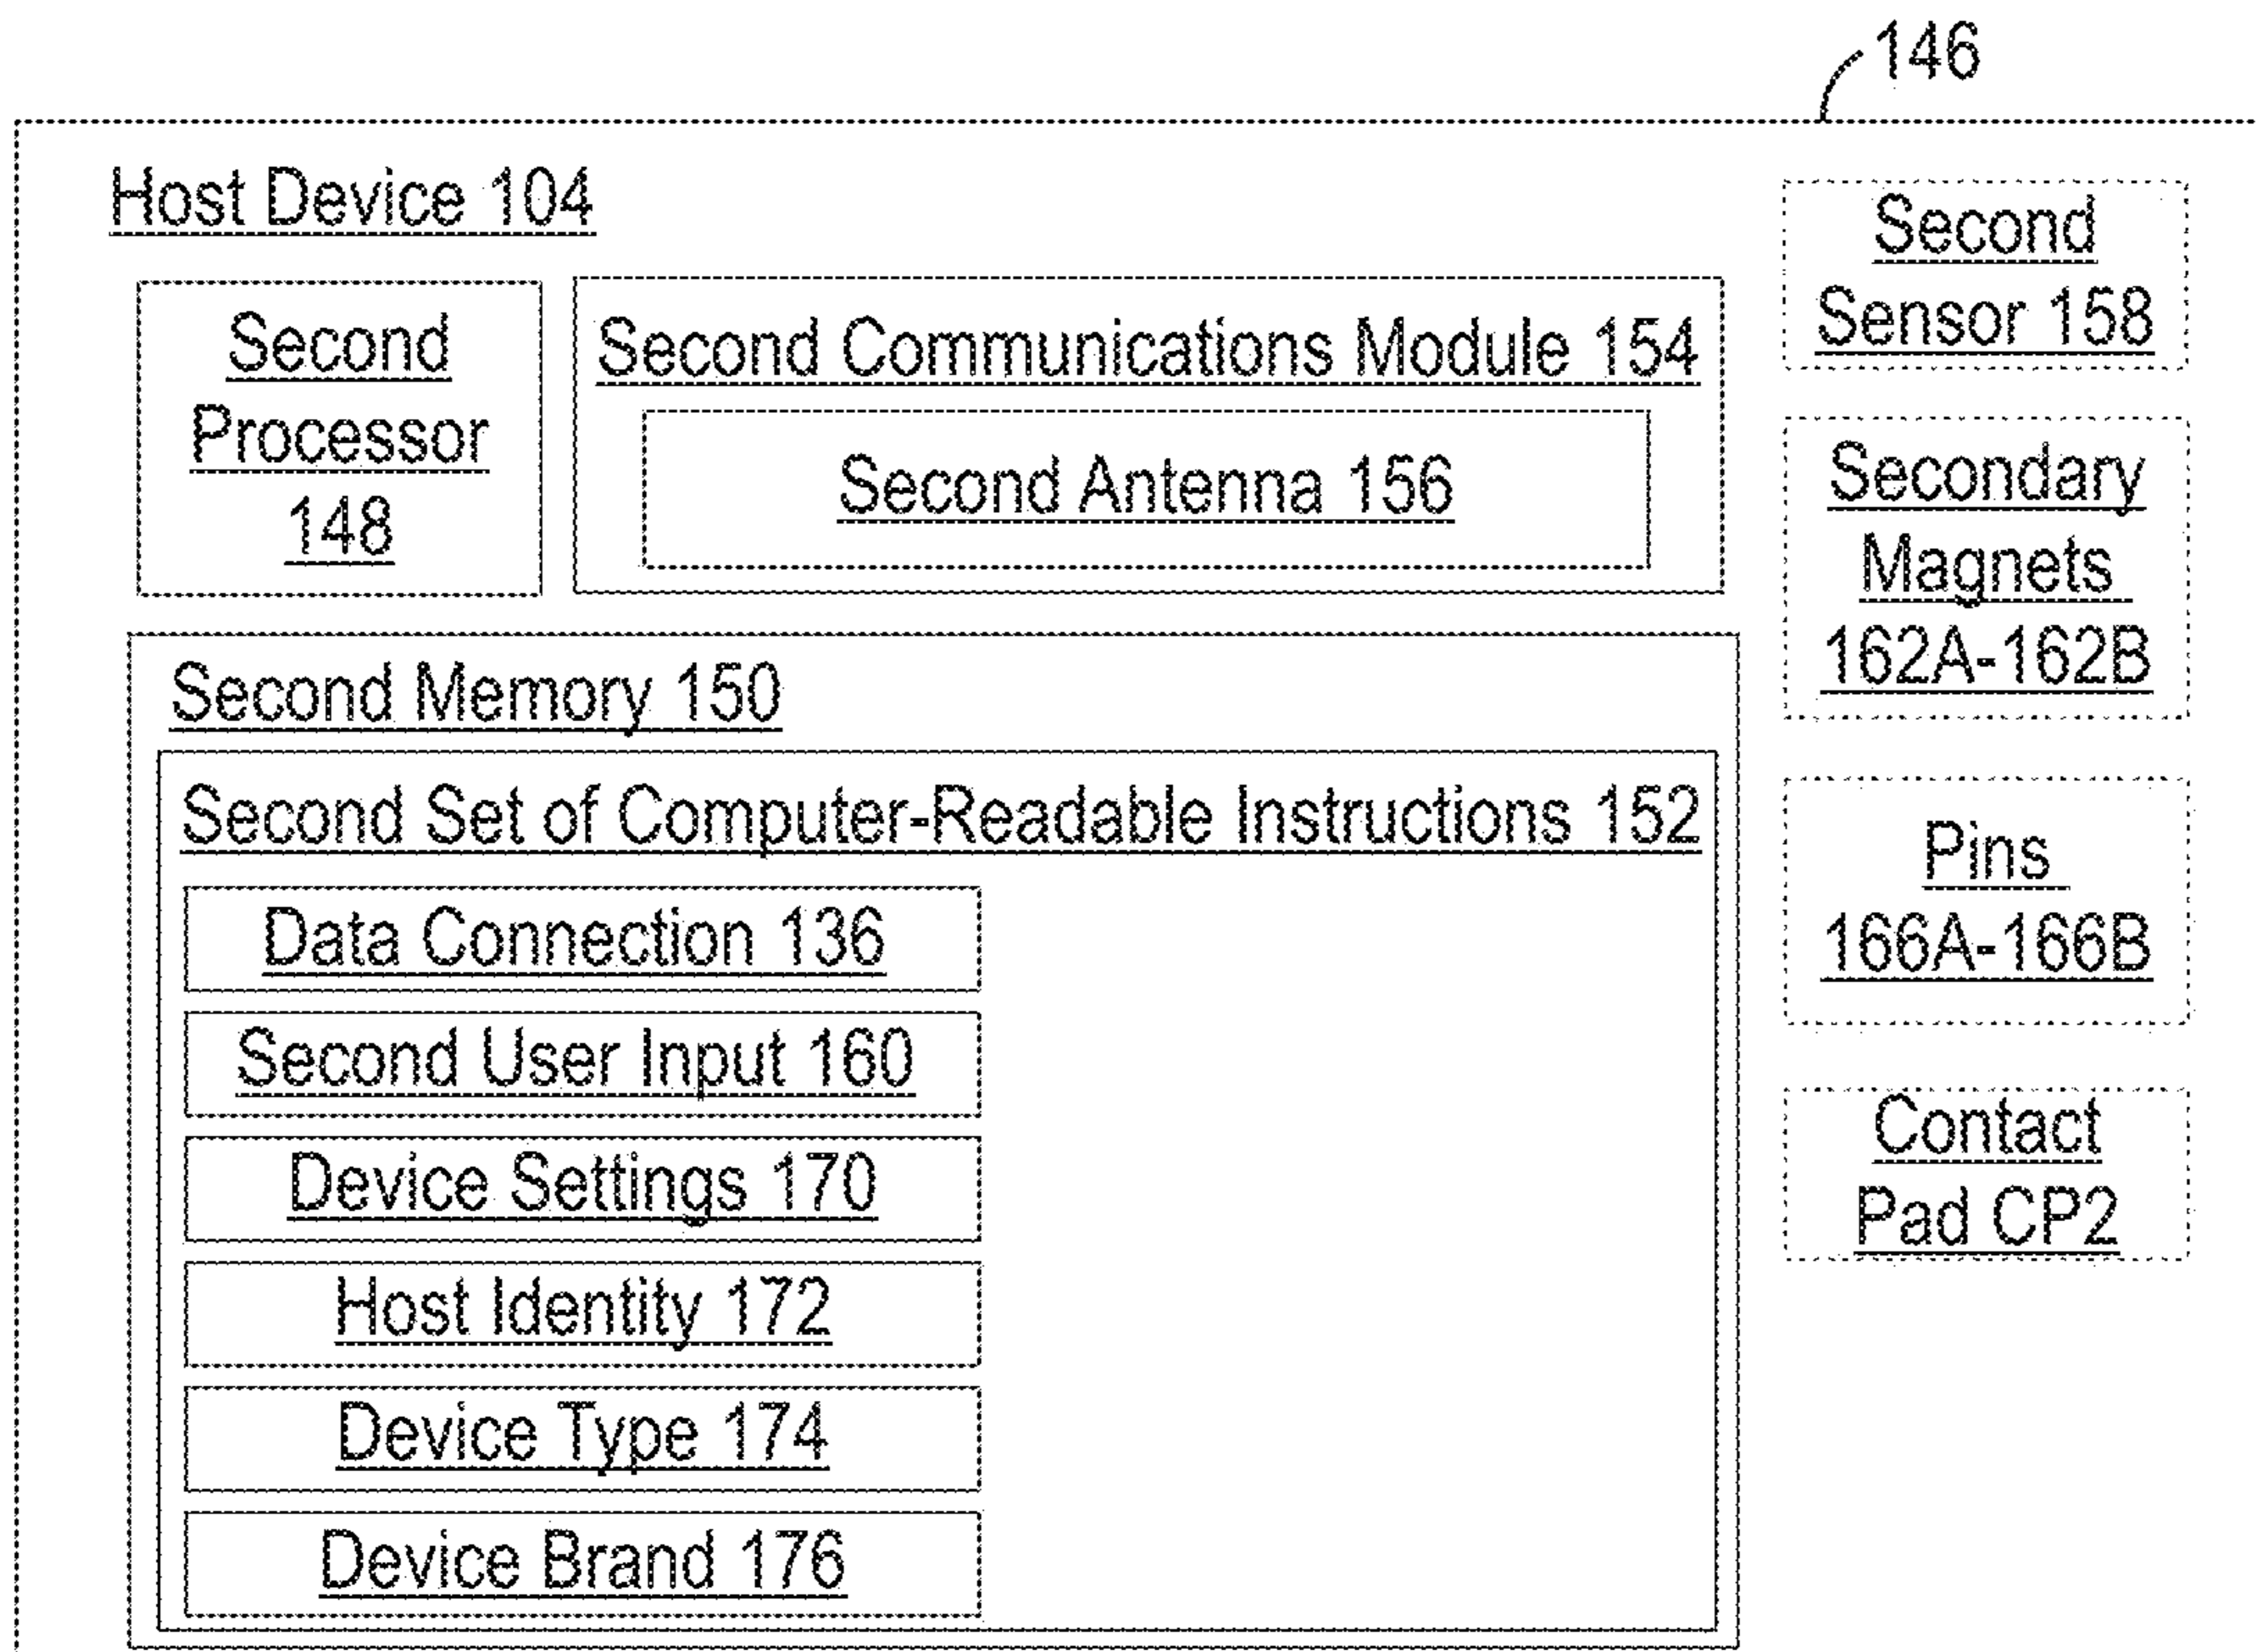 146
Host Device 104
Second
Processor
148
Second Communications Module 154
Second Antenna 156
Second
Sensor 158
Secondary
Magnets
162A-162B
Pins
166A-166B
Contact
Pad CP2
Second Memory 150
Second Set of Computer-Readable Instructions 152
Data Connection 136
Second User Input 160
Device Settings 170
Host Identity 172
Device Type 174
Device Brand 176